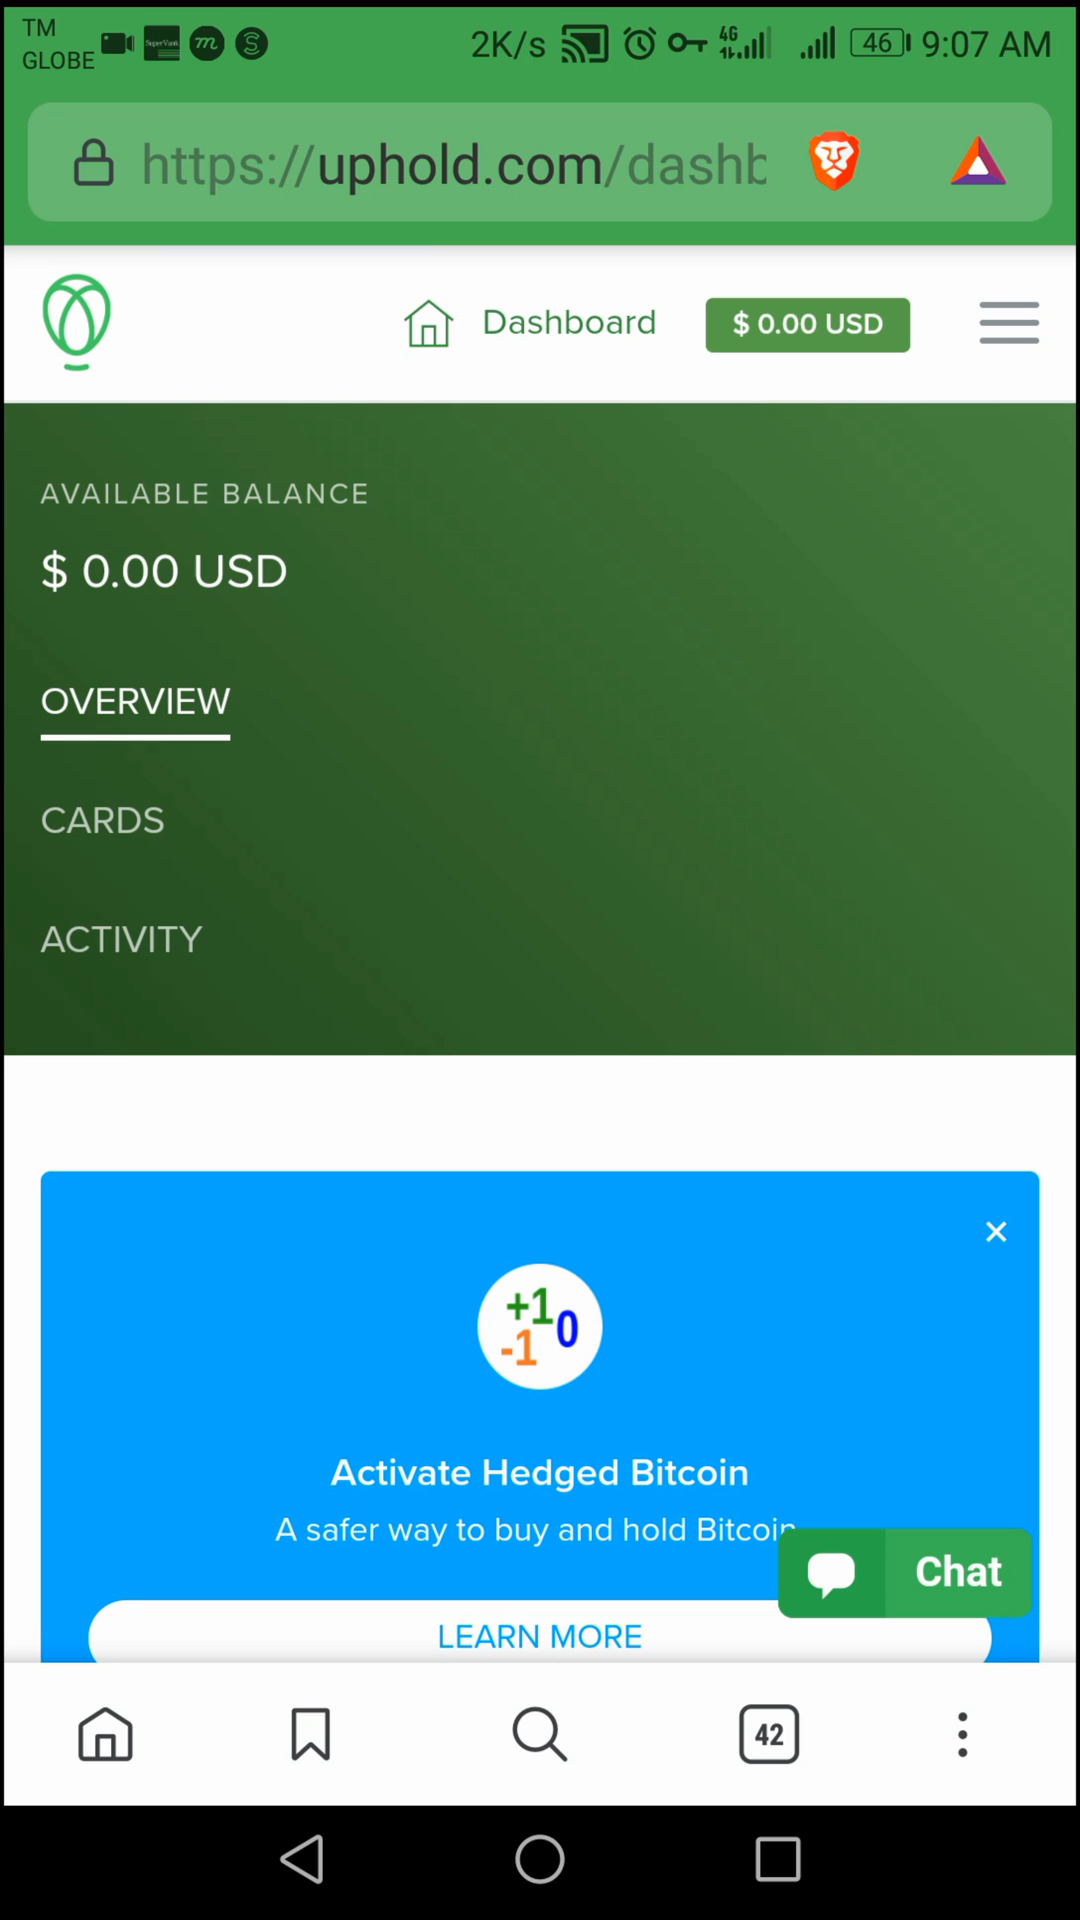 TM
GLOBE
SuperVank
2K/s 4G 46 9:07 AM
https://uphold.com/dashb
Dashboard $ 0.00 USD
AVAILABLE BALANCE
$ 0.00 USD
OVERVIEW
CARDS
ACTIVITY
+1
0
-1
Activate Hedged Bitcoin
A safer way to buy and hold Bitcoin
Chat
LEARN MORE
42